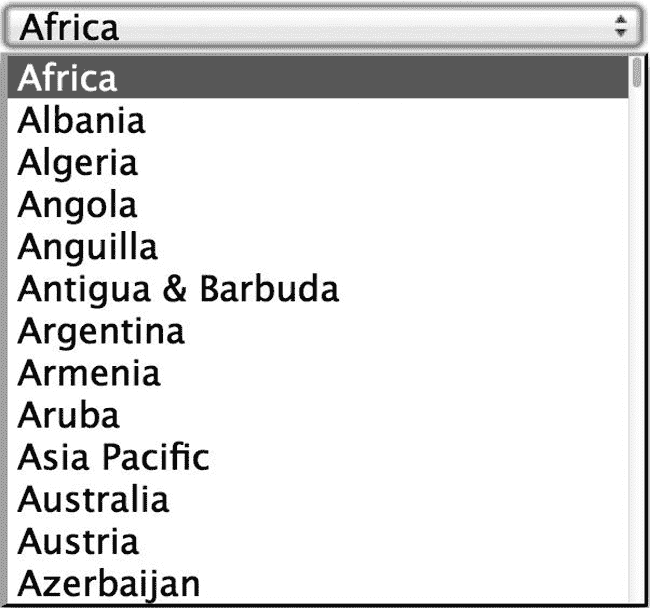 Africa
Africa
Albania
Algeria
Angola
Anguilla
Antigua & Barbuda
Argentina
Armenia
Aruba
Asia Pacific
Australia
Austria
Azerbaijan